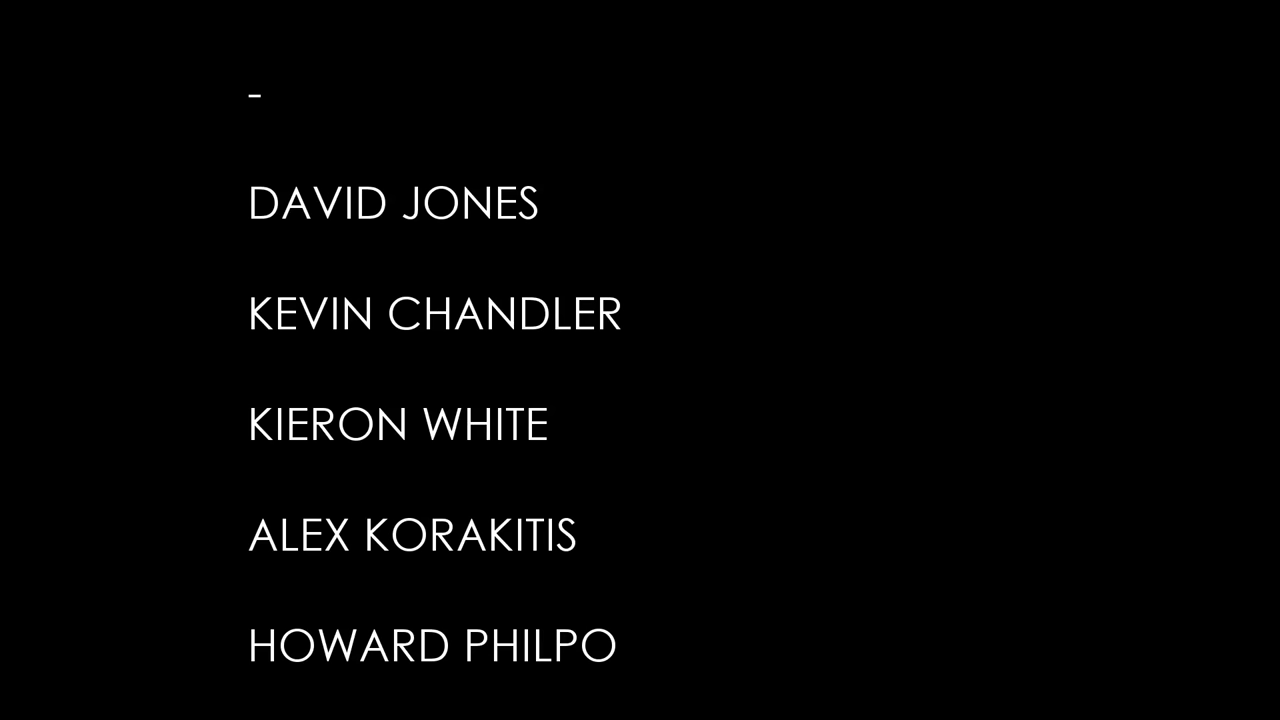 -
DAVID JONES
KEVIN CHANDLER
KIERON WHITE
ALEX KORAKITIS
HOWARD PHILPO